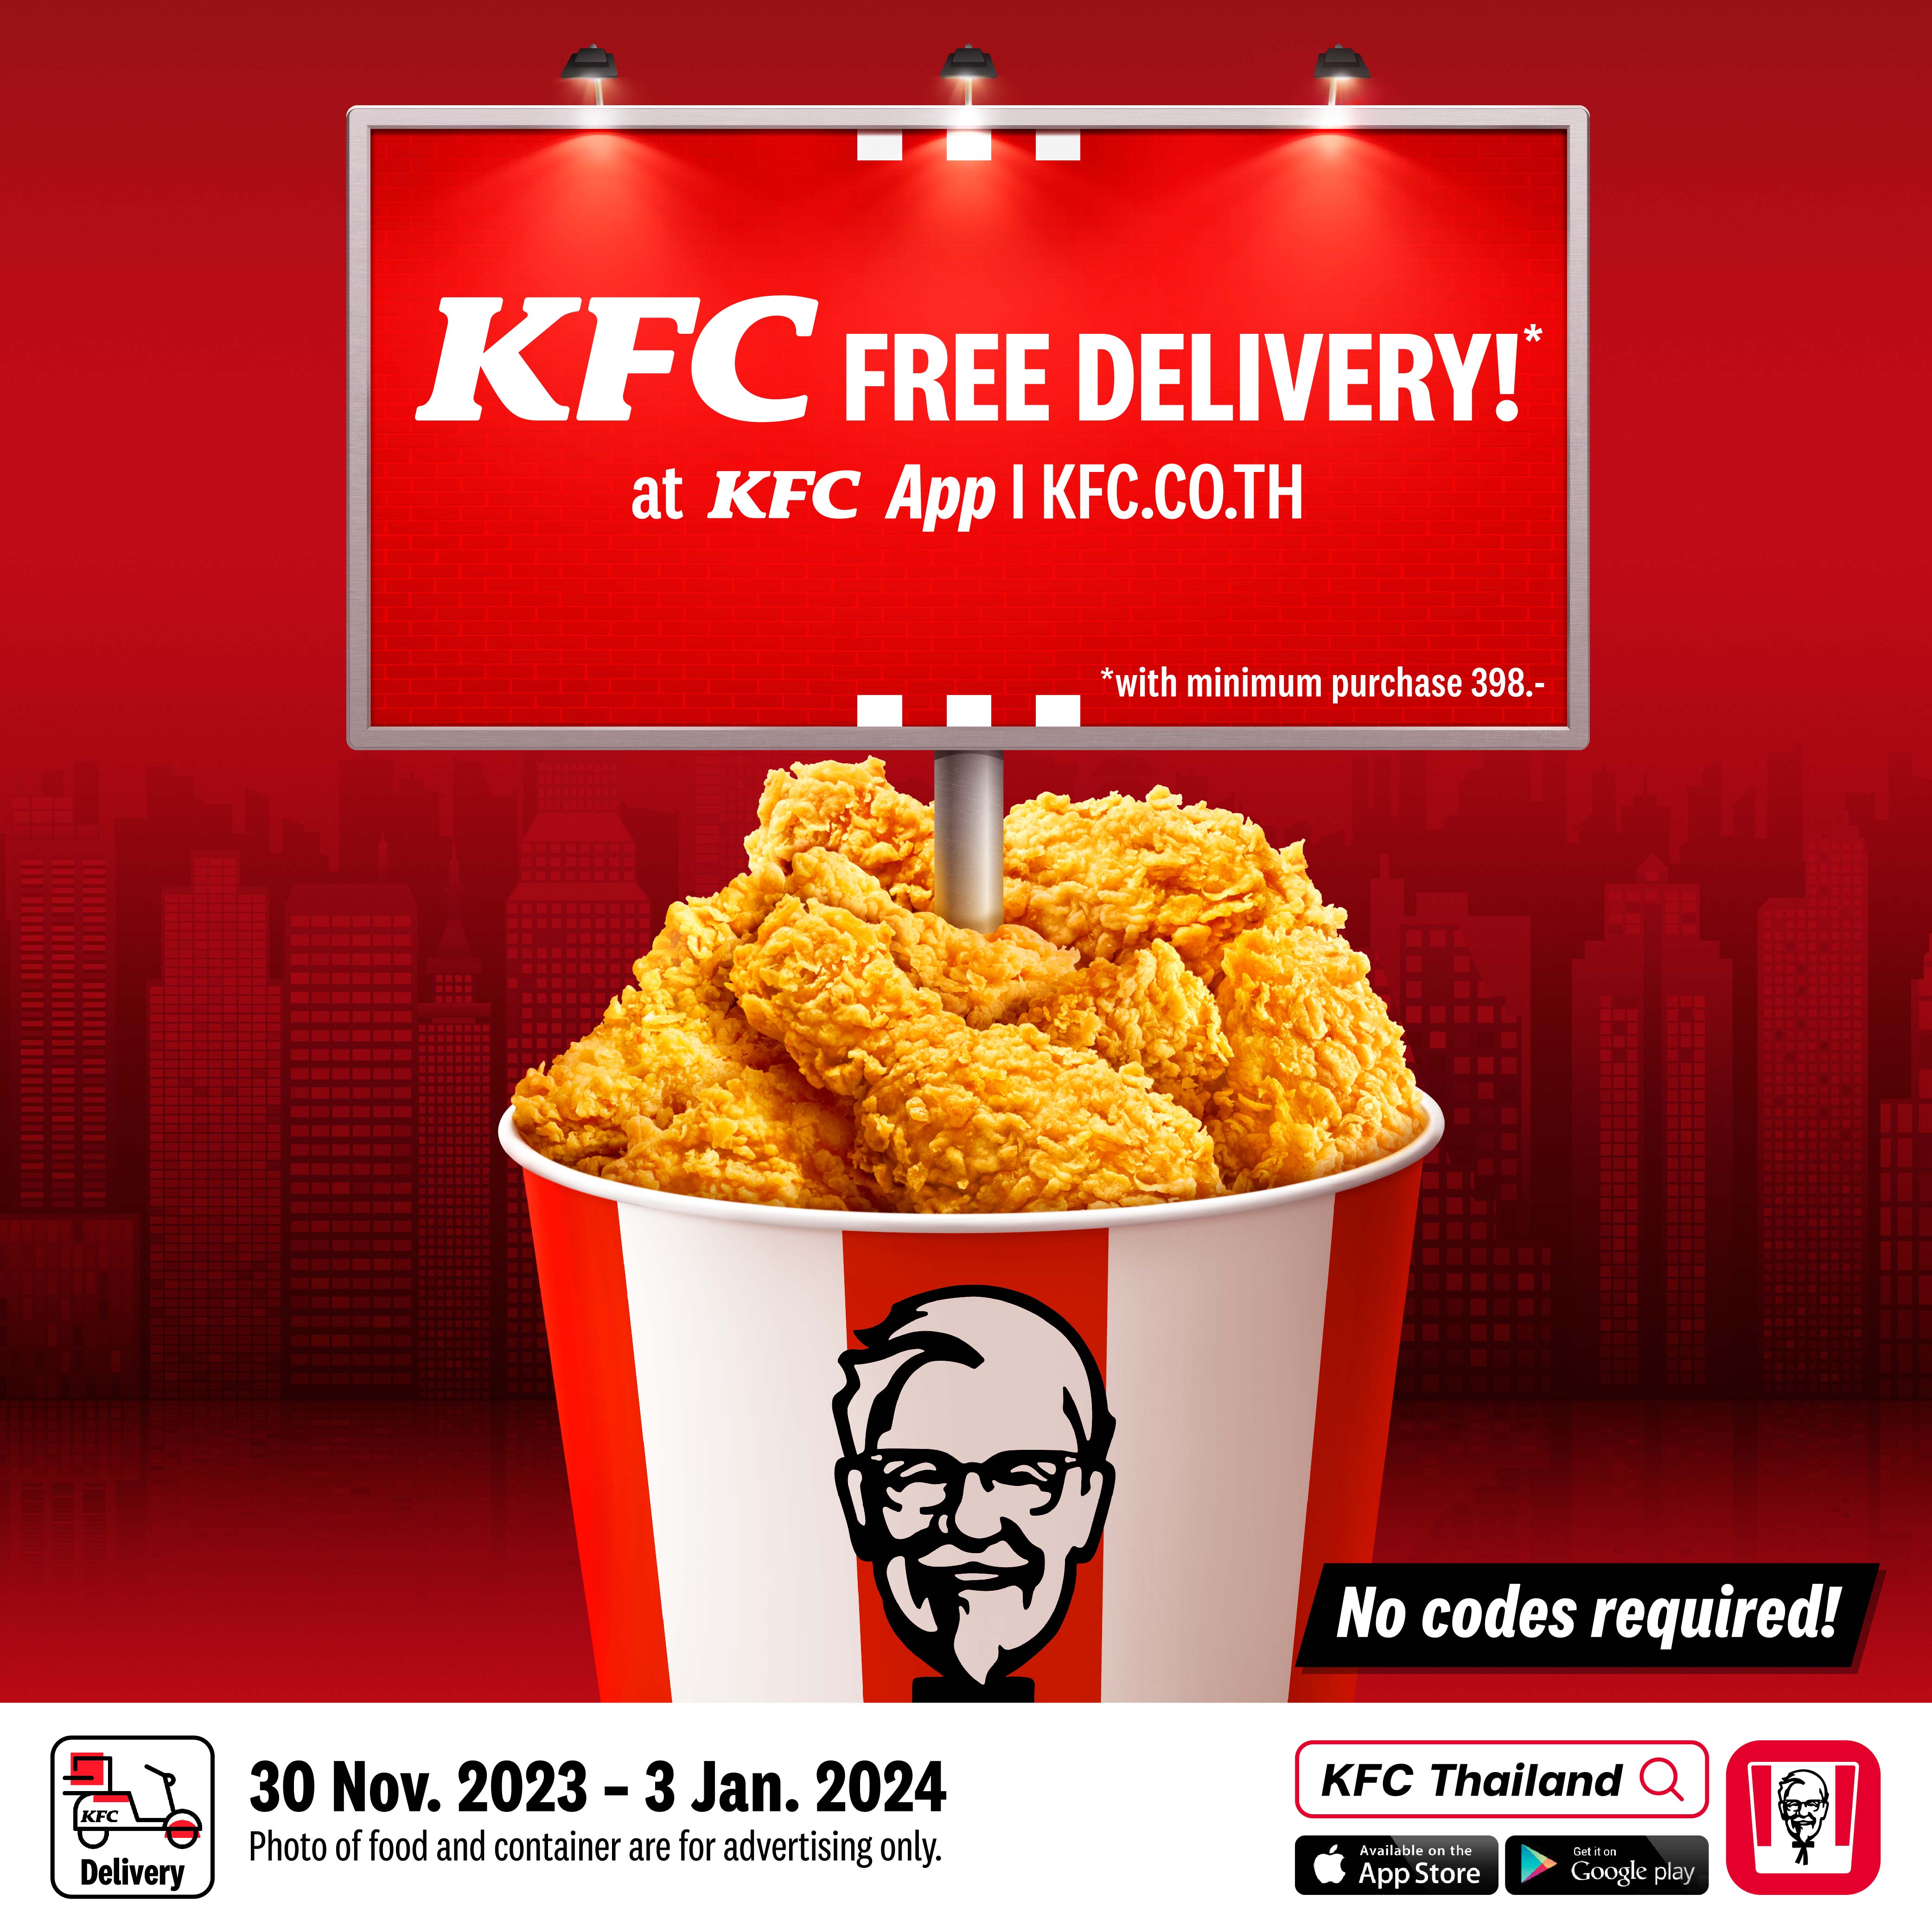 KFC FREE DELIVERY!*
at KFC App | KFC.CO.TH
*with minimum purchase 398.-
No codes required!
KFC
Delivery
30 Nov. 2023 – 3 Jan. 2024
Photo of food and container are for advertising only.
KFC Thailand
Available on the
App Store
Get it on
Google play